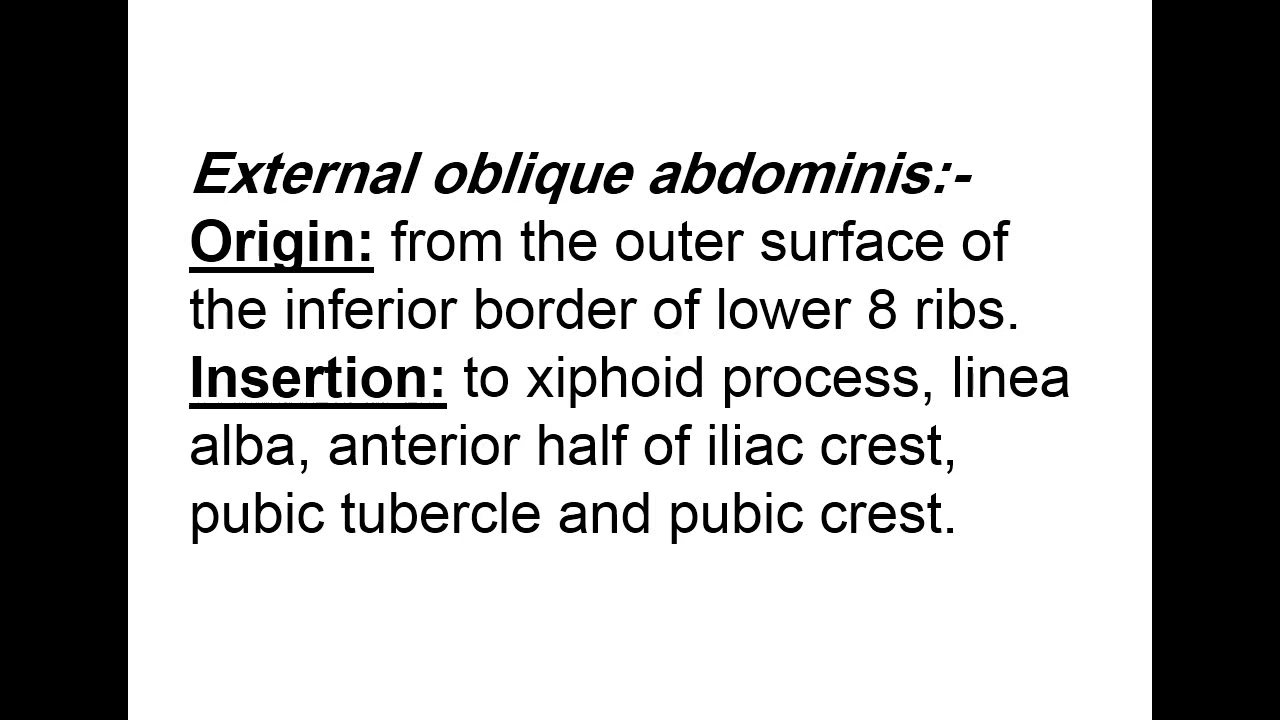 External oblique abdominis:-
Origin: from the outer surface of
the inferior border of lower 8 ribs.
Insertion: to xiphoid process, linea
alba, anterior half of iliac crest,
pubic tubercle and pubic crest.